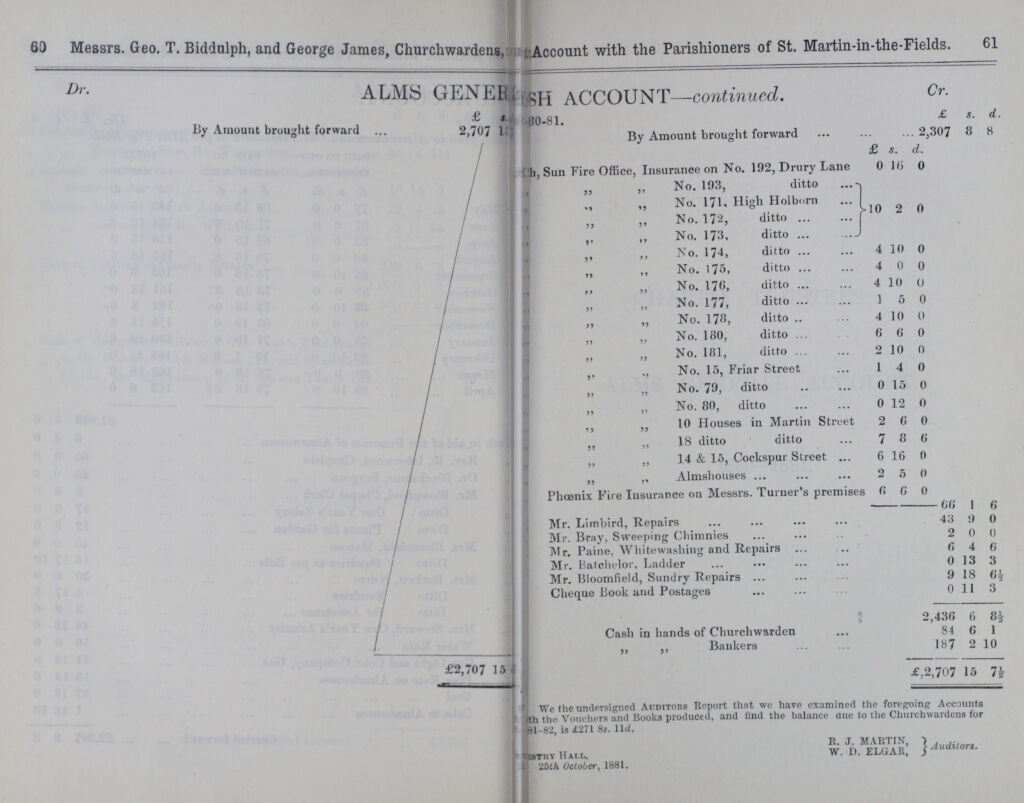 60 Messrs. Geo. T. Biddulph, and George James, Churchwardens,
Dr.
ALMS GENER
£ s.
By Amount brought forward ... 2,707
£2,707 15
Account with the Parishioners of St. Martin-in-the-Fields. 61
SH ACCOUNT—continued. Cr.
80-81. £ s. d.
By Amount brought forward ... ... ... 2,307 8 8
£ s. d.
h, Sun Fire Office, Insurance on No. 192, Drury Lane 0 16 0
,, ,, No. 193, ditto ...
,, ,, No. 171, High Holborn ...
,, ,, No. 172, ditto ... ... } 10 2 0
,, ,, No. 173, ditto ... ...
,, ,, No. 174, ditto ... ... 4 10 0
,, ,, No. 175, ditto ... ... 4 0 0
,, ,, No. 176, ditto ... ... 4 10 0
,, ,, No. 177, ditto ... ... 1 5 0
,, ,, No. 178, ditto .. ... 4 10 0
,, ,, No. 180, ditto ... ... 6 6 0
,, ,, No. 181, ditto ... ... 2 10 0
,, ,, No. 15, Friar Street ... 1 4 0
,, ,, No. 79, ditto .. ... 0 15 0
,, ,, No. 80, ditto ... ... 0 12 0
,, ,, 10 Houses in Martin Street 2 6 0
,, ,, 18 ditto ditto ... 7 8 6
,, ,, 14 & 15, Cockspur Street ... 6 16 0
,, ,, Almshouses ... ... ... 2 5 0
Phœnix Fire Insurance on Messrs. Turner's premises 6 6 0
66 1 6
Mr. Limbird, Repairs ... ... ... ... 43 9 0
Mr. Bray, Sweeping Chimnies ... ... .. 2 0 0
Mr. Paine, Whitewashing and Repairs ... .. 6 4 6
Mr. Batchelor, Ladder ... ... ... ... 0 13 3
Mr. Bloomfield, Sundry Repairs ... ... ... 9 18 6½
Cheque Book and Postages ... ... ... 0 11 3
2,436 6 8½
Cash in hands of Churchwarden ... 84 6 1
,, ,, Bankers ... ... 187 2 10
£2,707 15 7½
We the undersigned AUDITORS Report that we have examined the foregoing Accounts
th the Vouchers and Books produced, and find the balance due to the Churchwardens for
81-82, is £271 8s. 11d.
R. J. MARTIN,
W. D. ELGAR, } Auditors.
ESTRY HALL,
25th October, 1881.